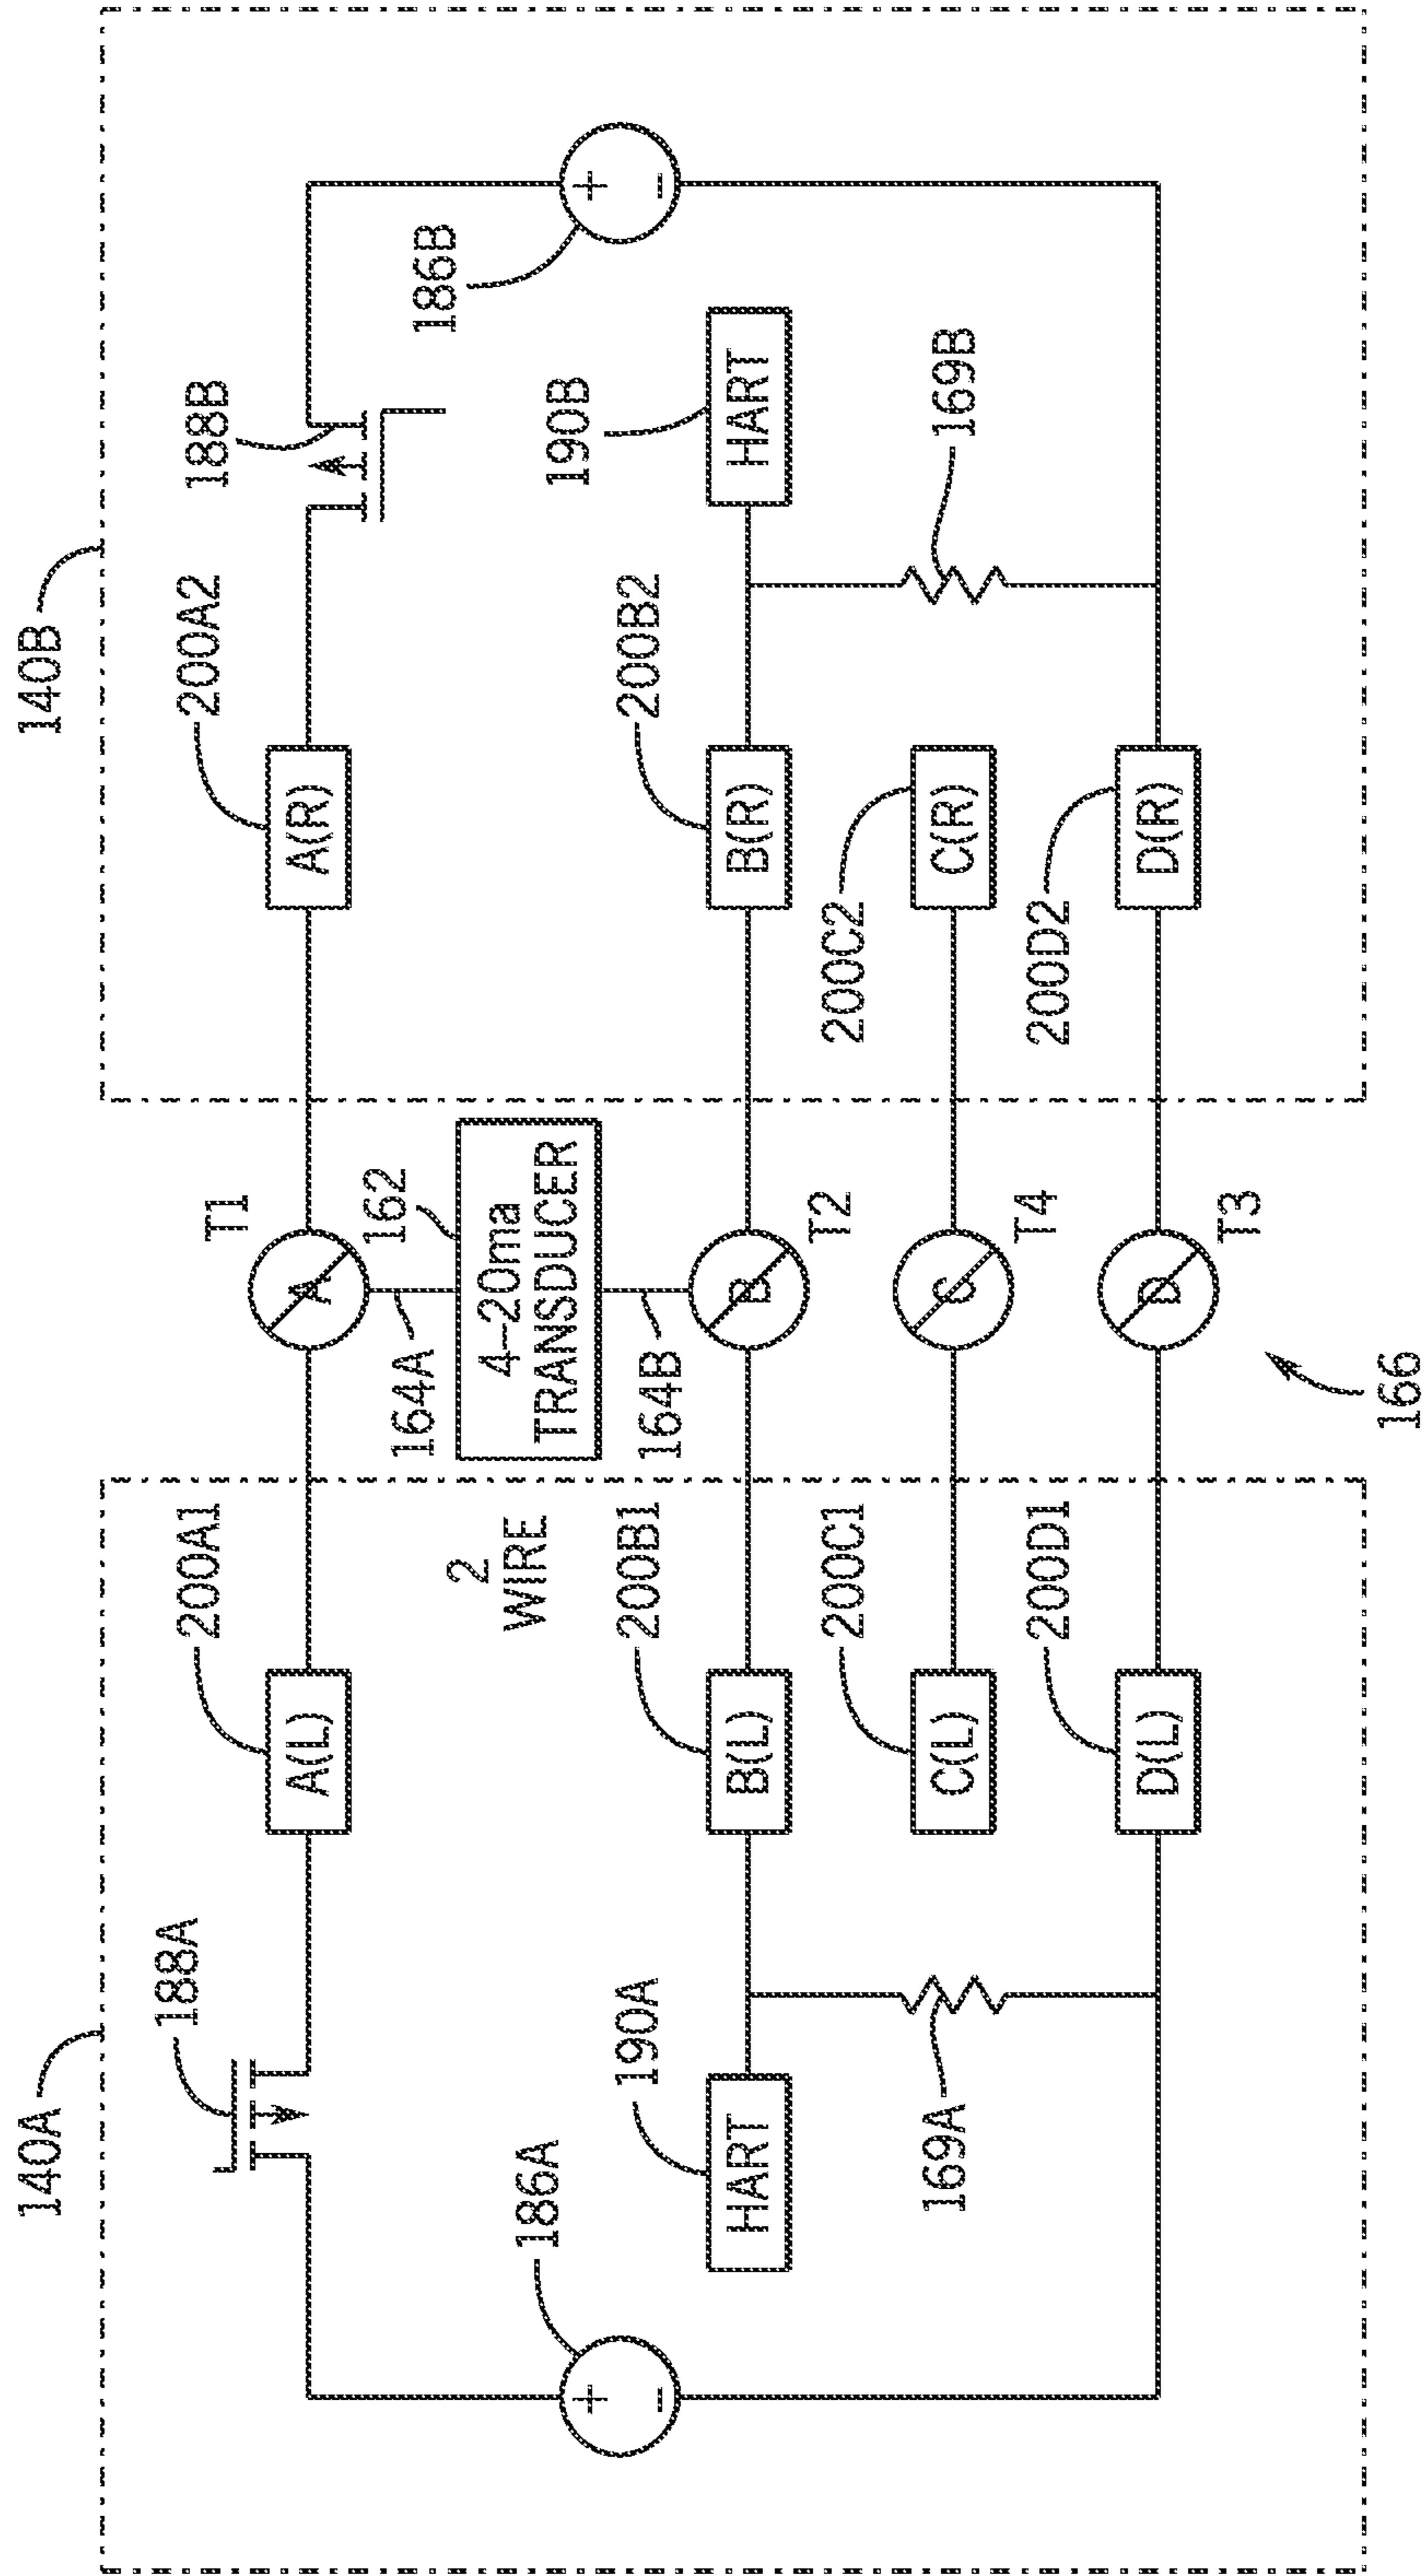 140A
140B
188A
200A1
T1
200A2
188B
A(L)
A
A(R)
186A
2
WIRE
164A
162
4–20ma
TRANSDUCER
164B
186B
+
-
+
-
190A
200B1
T2
200B2
190B
HART
B(L)
B
B(R)
HART
169A
200C1
T4
200C2
169B
C(L)
C
C(R)
200D1
T3
200D2
D(L)
D
D(R)
166